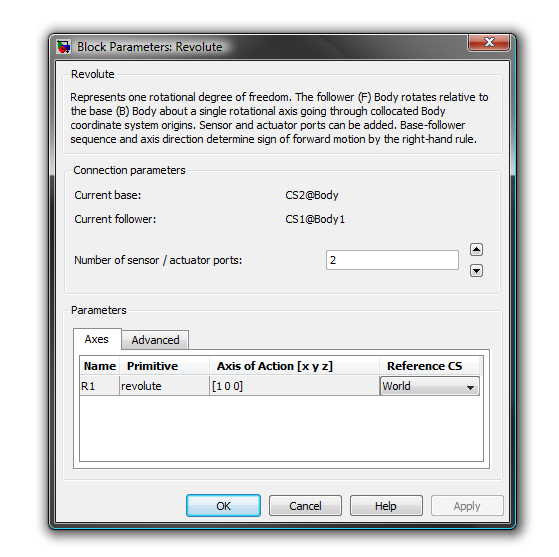 Block Parameters: Revolute
Revolute
Represents one rotational degree of freedom. The follower (F) Body rotates relative to
the base (B) Body about a single rotational axis going through collocated Body
coordinate system origins. Sensor and actuator ports can be added. Base-follower
sequence and axis direction determine sign of forward motion by the right-hand rule.
Connection parameters
Current base: CS2@Body
Current follower: CS1@Body1
Number of sensor / actuator ports: 2
Parameters
Axes Advanced
Name Primitive Axis of Action [x y z] Reference CS
R1 revolute [1 0 0] World
OK Cancel Help Apply